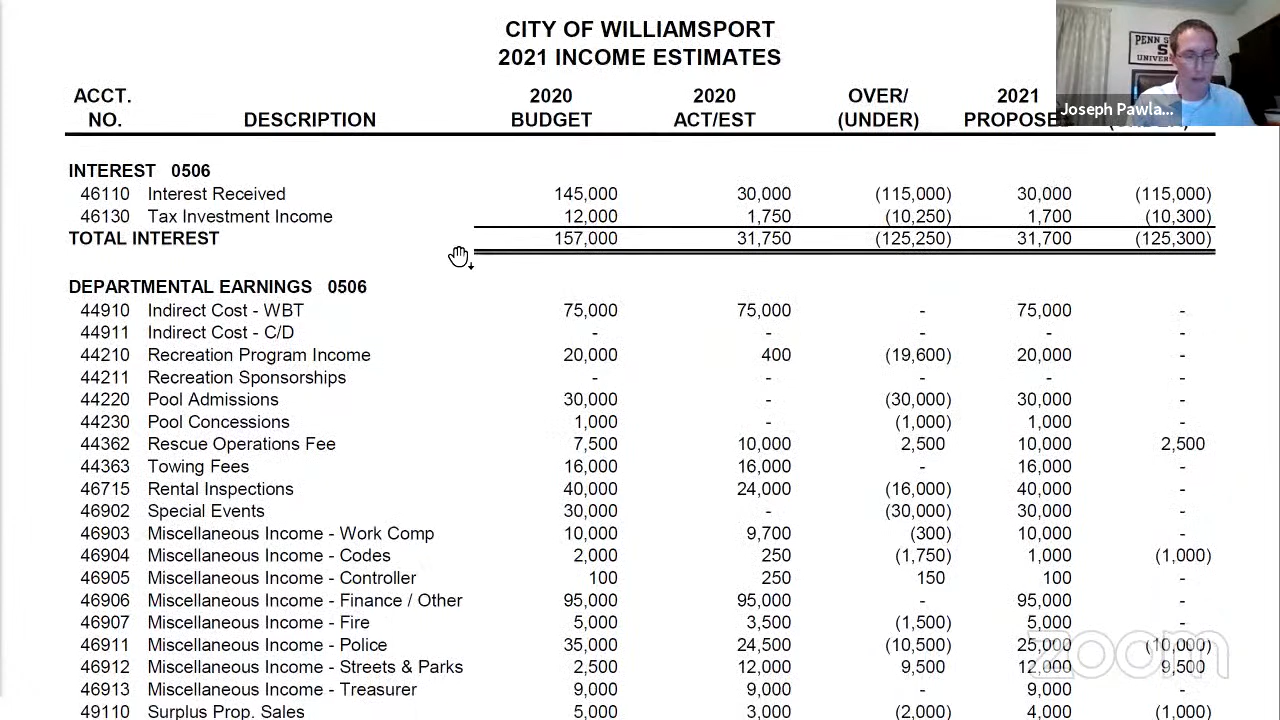 CITY OF WILLIAMSPORT
2021 INCOME ESTIMATES
PENN S
S
UNIVER
Joseph Pawla...
ACCT. 2020 2020 OVER/ 2021
NO. DESCRIPTION BUDGET ACT/EST (UNDER) PROPOSE
INTEREST 0506
46110 Interest Received 145,000 30,000 (115,000) 30,000 (115,000)
46130 Tax Investment Income 12,000 1,750 (10,250) 1,700 (10,300)
TOTAL INTEREST 157,000 31,750 (125,250) 31,700 (125,300)
DEPARTMENTAL EARNINGS 0506
44910 Indirect Cost - WBT 75,000 75,000 - 75,000 -
44911 Indirect Cost - C/D - - - - -
44210 Recreation Program Income 20,000 400 (19,600) 20,000 -
44211 Recreation Sponsorships - - - - -
44220 Pool Admissions 30,000 - (30,000) 30,000 -
44230 Pool Concessions 1,000 - (1,000) 1,000 -
44362 Rescue Operations Fee 7,500 10,000 2,500 10,000 2,500
44363 Towing Fees 16,000 16,000 - 16,000 -
46715 Rental Inspections 40,000 24,000 (16,000) 40,000 -
46902 Special Events 30,000 - (30,000) 30,000 -
46903 Miscellaneous Income - Work Comp 10,000 9,700 (300) 10,000 -
46904 Miscellaneous Income - Codes 2,000 250 (1,750) 1,000 (1,000)
46905 Miscellaneous Income - Controller 100 250 150 100 -
46906 Miscellaneous Income - Finance / Other 95,000 95,000 - 95,000 -
46907 Miscellaneous Income - Fire 5,000 3,500 (1,500) 5,000 -
46911 Miscellaneous Income - Police 35,000 24,500 (10,500) 25,000 (10,000)
46912 Miscellaneous Income - Streets & Parks 2,500 12,000 9,500 12,000 9,500
46913 Miscellaneous Income - Treasurer 9,000 9,000 - 9,000 -
49110 Surplus Prop. Sales 5,000 3,000 (2,000) 4,000 (1,000)
zoom